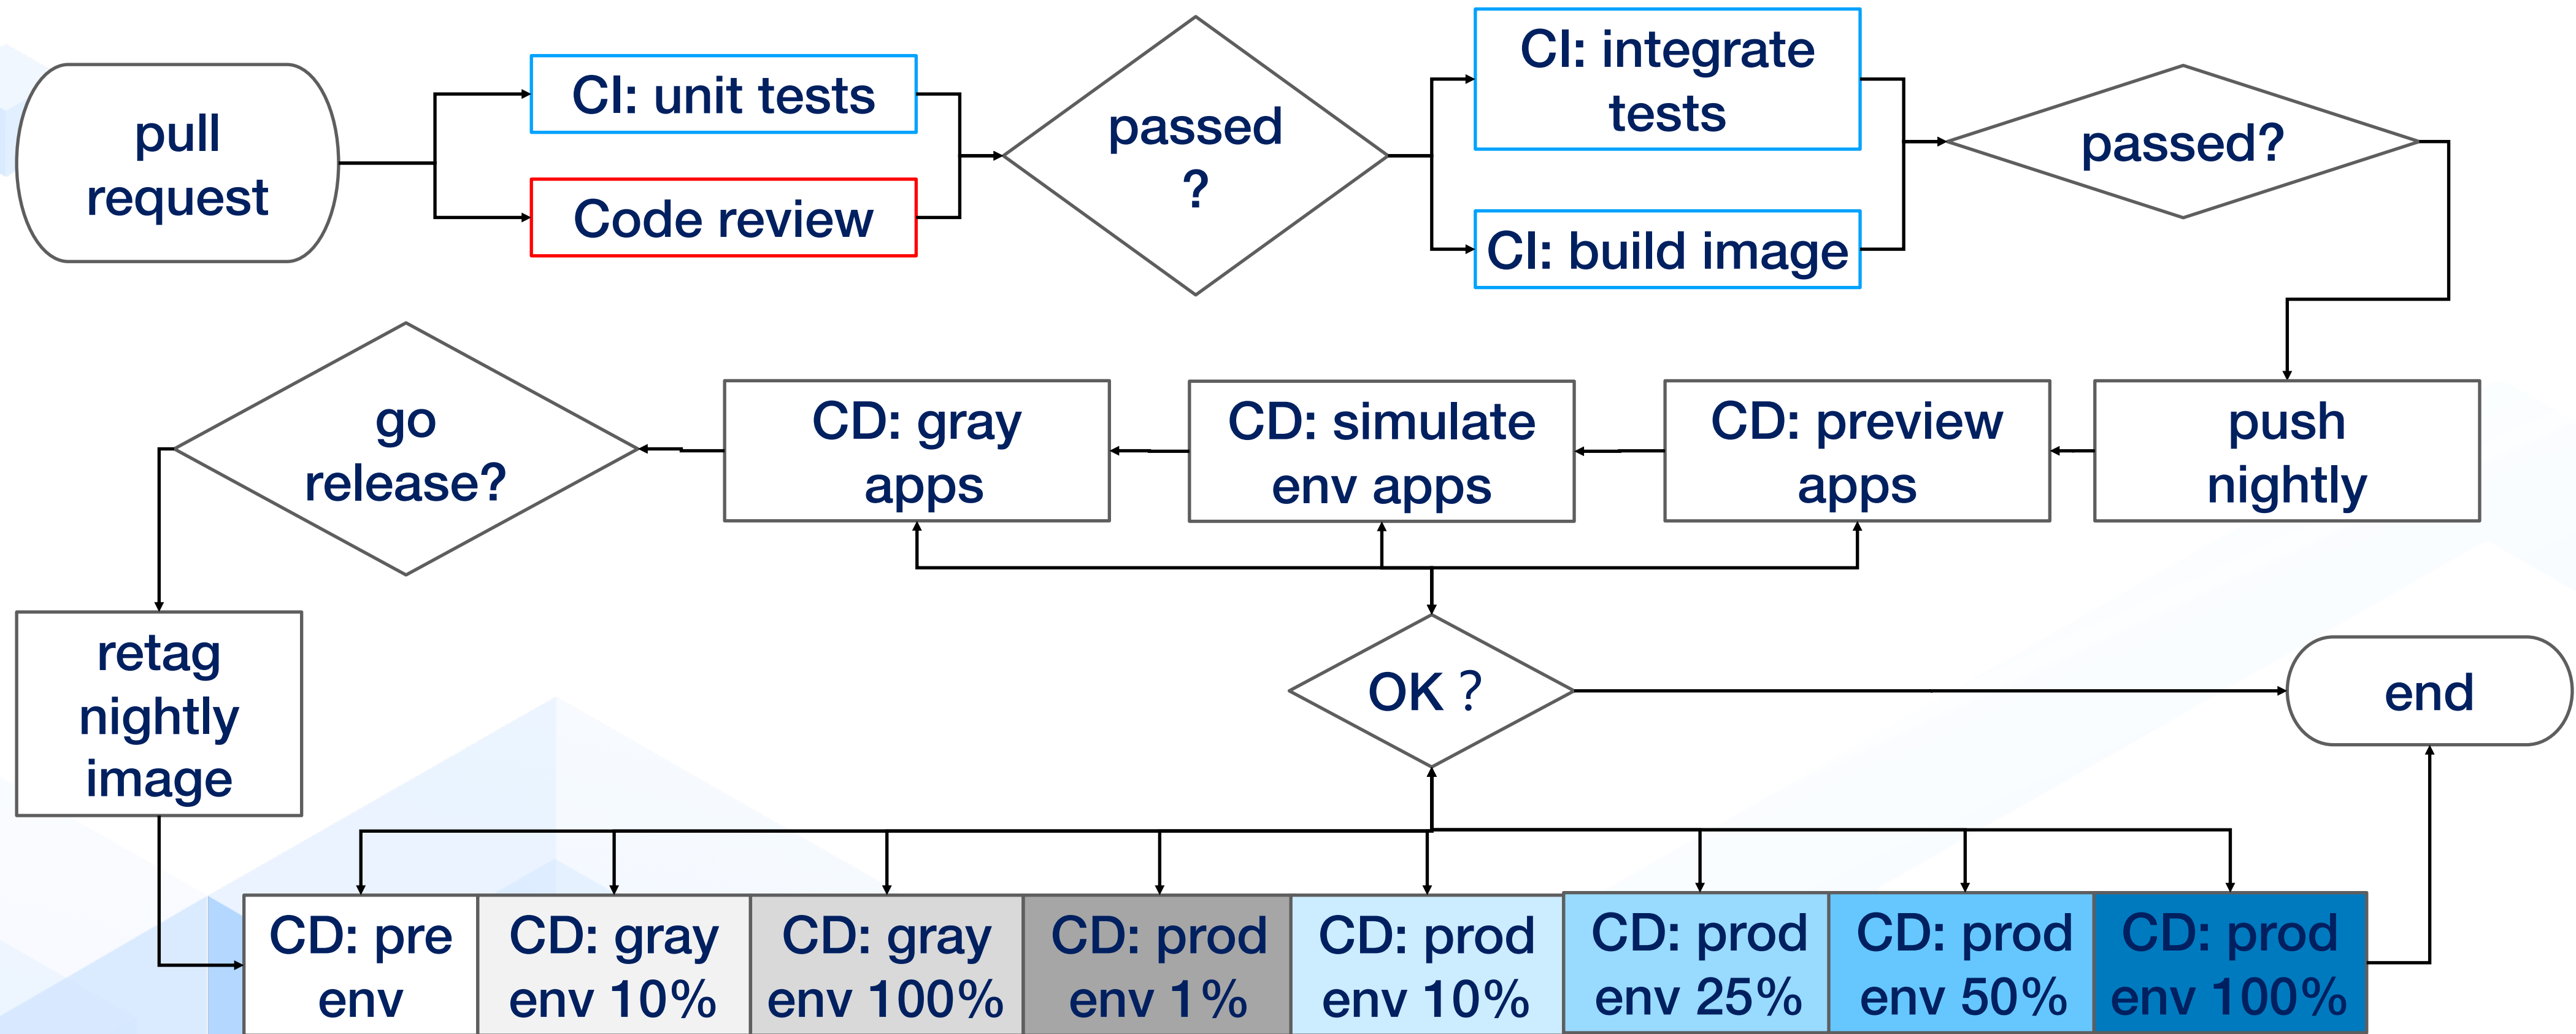 pull
request
CI: unit tests
Code review
passed
?
CI: integrate
tests
CI: build image
passed?
go
release?
CD: gray
apps
CD: simulate
env apps
CD: preview
apps
push
nightly
retag
nightly
image
OK？
end
CD: pre
env
CD: gray
env 10%
CD: gray
env 100%
CD: prod
env 1%
CD: prod
env 10%
CD: prod
env 25%
CD: prod
env 50%
CD: prod
env 100%